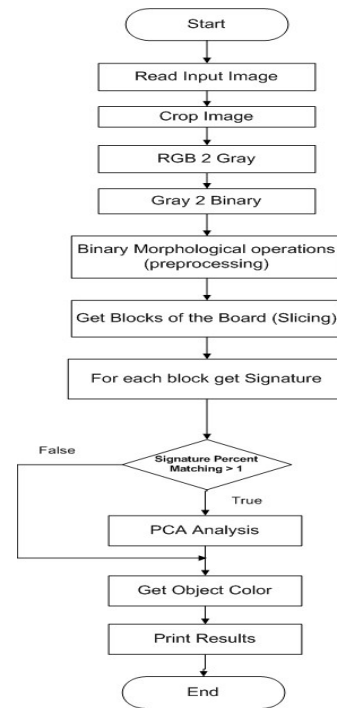 Start
Read Input Image
Crop Image
RGB 2 Gray
Gray 2 Binary
Binary Morphological operations
(preprocessing)
Get Blocks of the Board (Slicing)
For each block get Signature
False
Signature Percent
Matching > 1
True
PCA Analysis
Get Object Color
Print Results
End